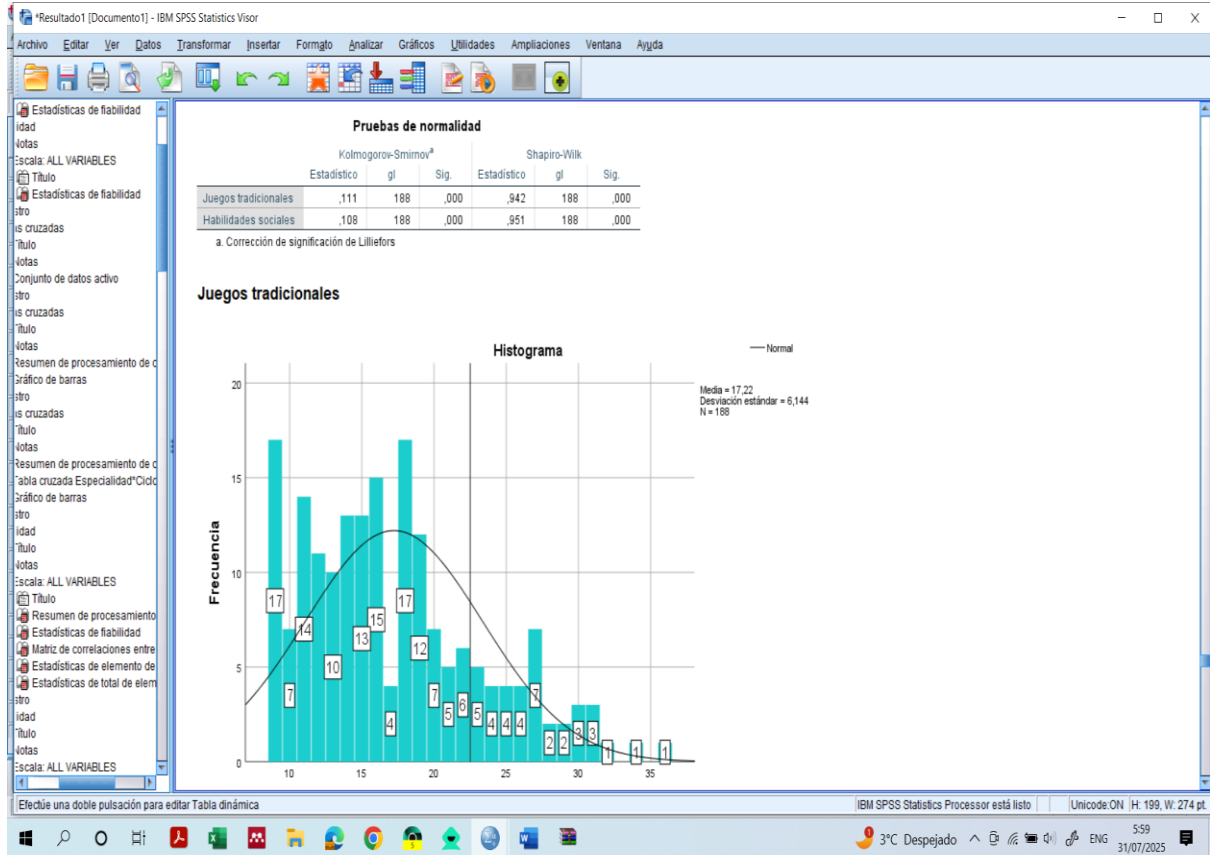 *Resultado1 [Documento1] - IBM SPSS Statistics Visor
Archivo Editar Ver Datos Transformar Insertar Formato Analizar Gráficos Utilidades Ampliaciones Ventana Ayuda
Estadísticas de fiabilidad
idad
Notas
Escala: ALL VARIABLES
Título
Estadísticas de fiabilidad
stro
as cruzadas
Título
Notas
Conjunto de datos activo
stro
as cruzadas
Título
Notas
Resumen de procesamiento de c
Gráfico de barras
stro
as cruzadas
Título
Notas
Resumen de procesamiento de c
Tabla cruzada Especialidad*Ciclo
Gráfico de barras
stro
idad
Título
Notas
Escala: ALL VARIABLES
Título
Resumen de procesamiento
Estadísticas de fiabilidad
Matriz de correlaciones entre
Estadísticas de elemento de
Estadísticas de total de elem
stro
idad
Título
Notas
Escala: ALL VARIABLES
Pruebas de normalidad
Kolmogorov-Smirnovª Shapiro-Wilk
Estadístico gl Sig. Estadístico gl Sig.
Juegos tradicionales ,111 188 ,000 ,942 188 ,000
Habilidades sociales ,108 188 ,000 ,951 188 ,000
a. Corrección de significación de Lilliefors
Juegos tradicionales
Histograma
Normal
Media = 17,22
Desviación estándar = 6,144
N = 188
Frecuencia
20
15
10
5
0
17 7 14 10 13 15 4 17 12 7 5 6 5 4 4 4 7 2 2 3 3 1 1 1
10 15 20 25 30 35
Efectúe una doble pulsación para editar Tabla dinámica
IBM SPSS Statistics Processor está listo Unicode:ON H: 199, W: 274 pt.
3°C Despejado ENG 5:59
31/07/2025